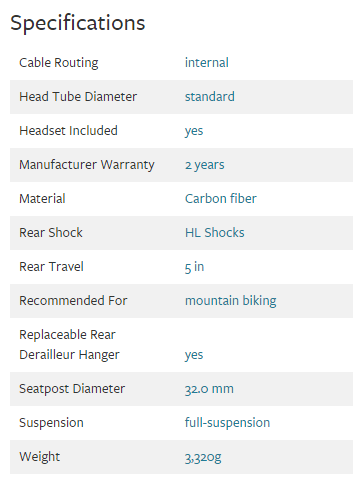 Specifications
Cable Routing internal
Head Tube Diameter standard
Headset Included yes
Manufacturer Warranty 2 years
Material Carbon fiber
Rear Shock HL Shocks
Rear Travel 5 in
Recommended For mountain biking
Replaceable Rear
Derailleur Hanger yes
Seatpost Diameter 32.0 mm
Suspension full-suspension
Weight 3,320g